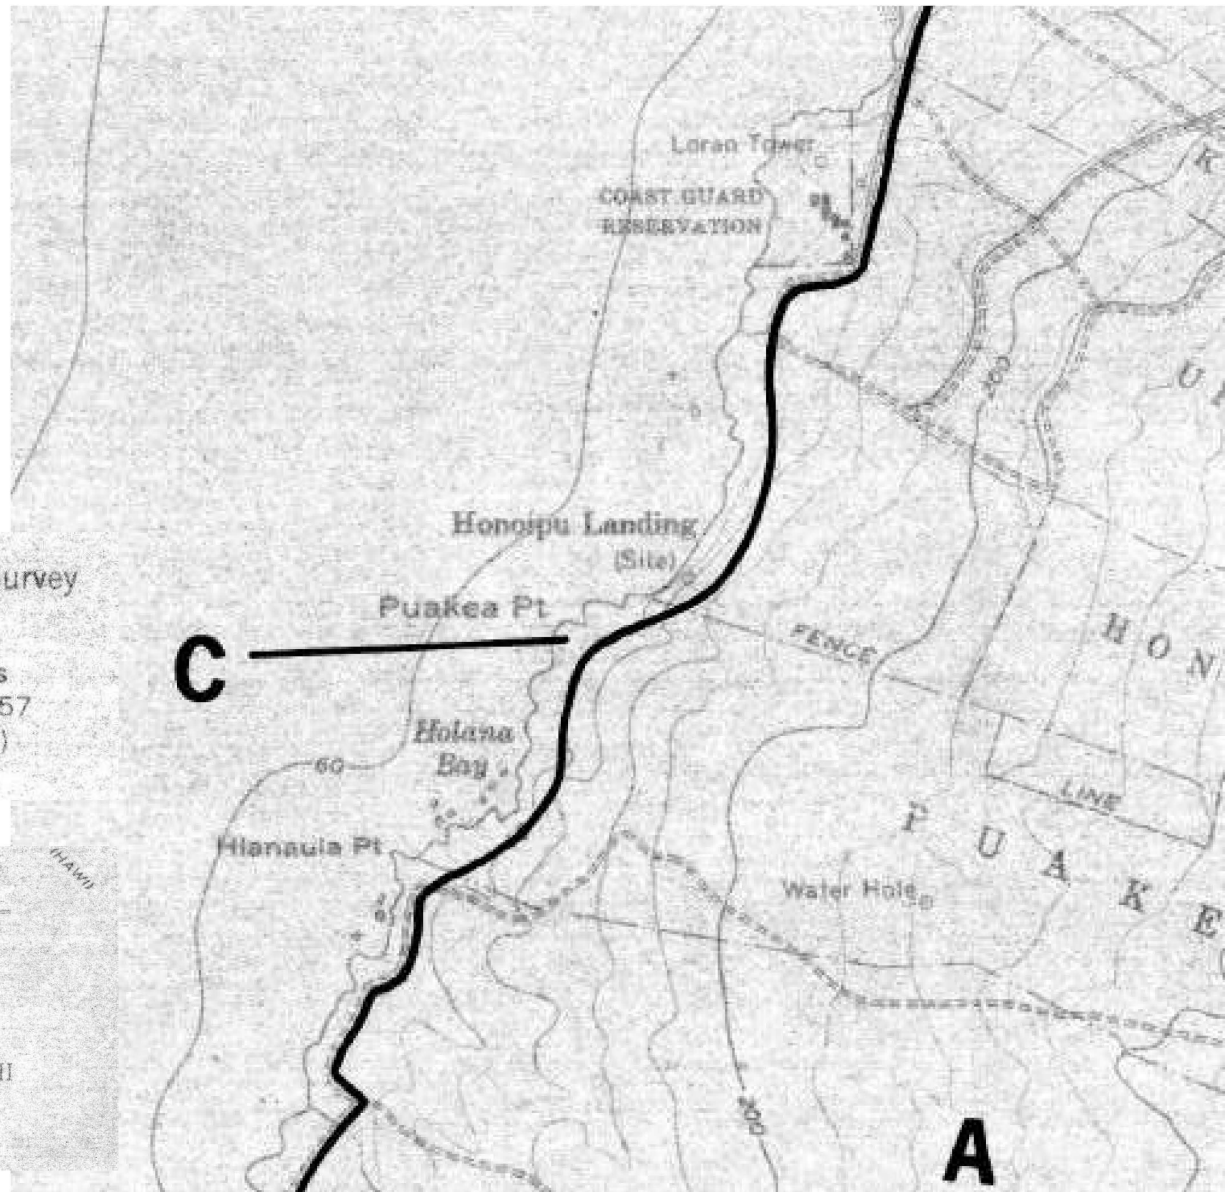 Loran Tower
COAST GUARD
RESERVATION
K
U
600
Honoipu Landing
(Site)
urvey
Puakea Pt
FENCE
H O N
C
s
57
)
Holana
Bay
60
LINE
P U A K E
Hianaula Pt
(HAWI)
Water Hole
200
A